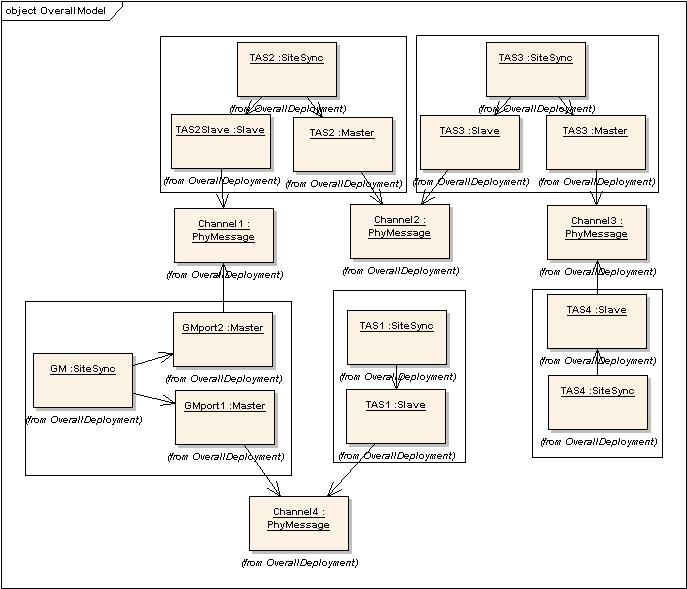 object OverallModel
TAS2 :SiteSync
(from OverallDeployment)
TAS2Slave :Slave
(from OverallDeployment)
TAS2 :Master
(from OverallDeployment)
TAS3 :SiteSync
(from OverallDeployment)
TAS3 :Slave
(from OverallDeployment)
TAS3 :Master
(from OverallDeployment)
Channel1 :
PhyMessage
(from OverallDeployment)
Channel2 :
PhyMessage
(from OverallDeployment)
Channel3 :
PhyMessage
(from OverallDeployment)
GMport2 :Master
(from OverallDeployment)
GM :SiteSync
(from OverallDeployment)
GMport1 :Master
(from OverallDeployment)
TAS1 :SiteSync
(from OverallDeployment)
TAS1 :Slave
(from OverallDeployment)
TAS4 :Slave
(from OverallDeployment)
TAS4 :SiteSync
(from OverallDeployment)
Channel4 :
PhyMessage
(from OverallDeployment)